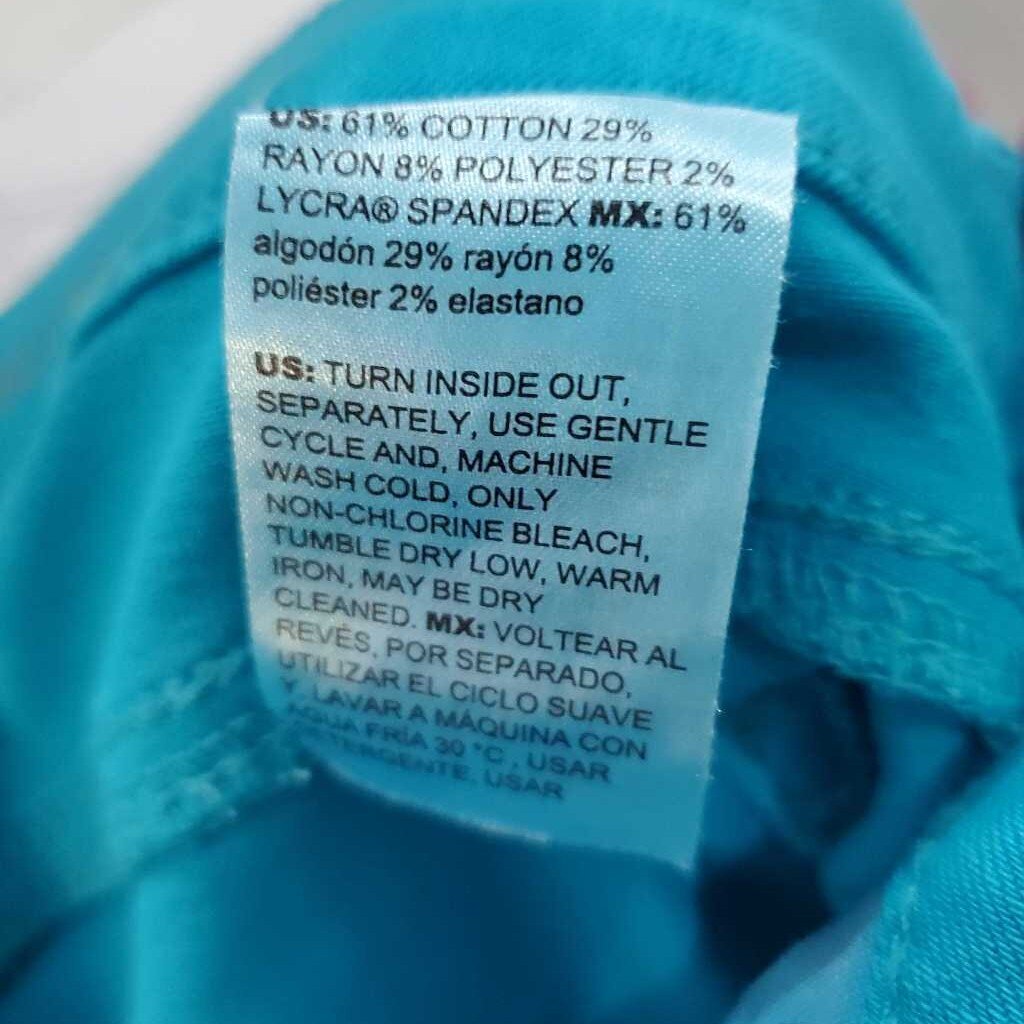 US: 61% COTTON 29%
RAYON 8% POLYESTER 2%
LYCRA® SPANDEX MX: 61%
algodón 29% rayón 8%
poliéster 2% elastano
US: TURN INSIDE OUT,
SEPARATELY, USE GENTLE
CYCLE AND, MACHINE
WASH COLD, ONLY
NON-CHLORINE BLEACH,
TUMBLE DRY LOW, WARM
IRON, MAY BE DRY
CLEANED. MX: VOLTEAR AL
REVÉS, POR SEPARADO,
UTILIZAR EL CICLO SUAVE
Y, LAVAR A MÁQUINA CON
AGUA FRÍA 30 °C , USAR
DETERGENTE, USAR